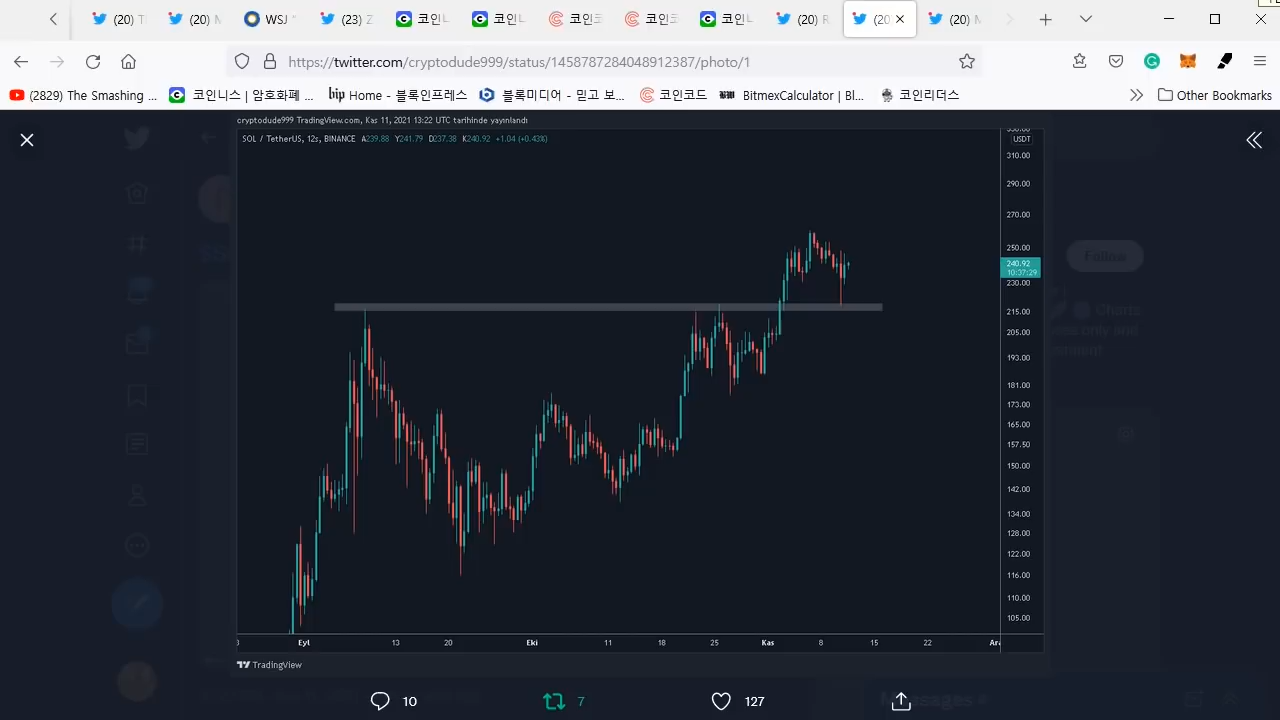 (20) T
(20) N
WSJ
(23) Z
코인니
코인니
코인코
코인코
코인니
(20) R
(20
(20) M
https://twitter.com/cryptodude999/status/1458787284048912387/photo/1
(2829) The Smashing ...
코인니스 | 암호화폐 ...
bip Home - 블록인프레스
블록미디어 - 믿고 보...
코인코드
BitmexCalculator | Bl...
코인리더스
Other Bookmarks
cryptodude999 TradingView.com, Kas 11, 2021 13:22 UTC tarihinde yayınlandı
SOL / TetherUS, 12s, BINANCE A239.88 Y241.79 D237.38 K240.92 +1.04 (+0.43%)
330.00
USDT
310.00
290.00
270.00
250.00
240.92
10:37:29
230.00
215.00
205.00
193.00
181.00
173.00
165.00
157.50
150.00
142.00
134.00
128.00
122.00
116.00
110.00
105.00
Eyl
13
20
Eki
11
18
25
Kas
8
15
22
Ara
TradingView
Follow
Charts
Messages
10
7
127